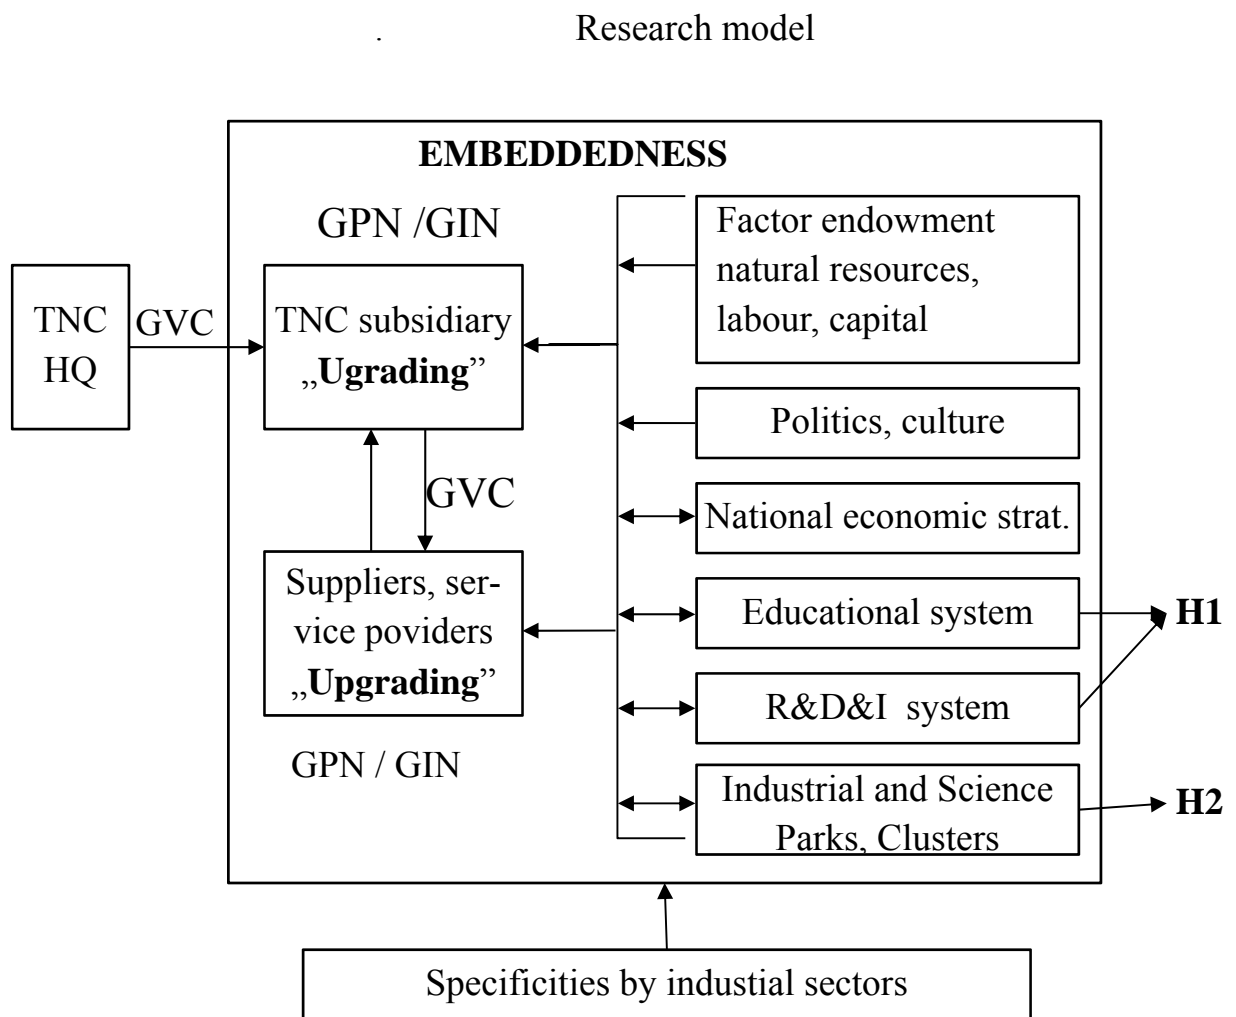 . Research model
EMBEDDEDNESS
GPN /GIN
TNC
HQ
GVC
TNC subsidiary
„Ugrading”
GVC
Suppliers, ser-
vice poviders
„Upgrading”
GPN / GIN
Factor endowment
natural resources,
labour, capital
Politics, culture
National economic strat.
Educational system
R&D&I system
Industrial and Science
Parks, Clusters
H1
H2
Specificities by industial sectors